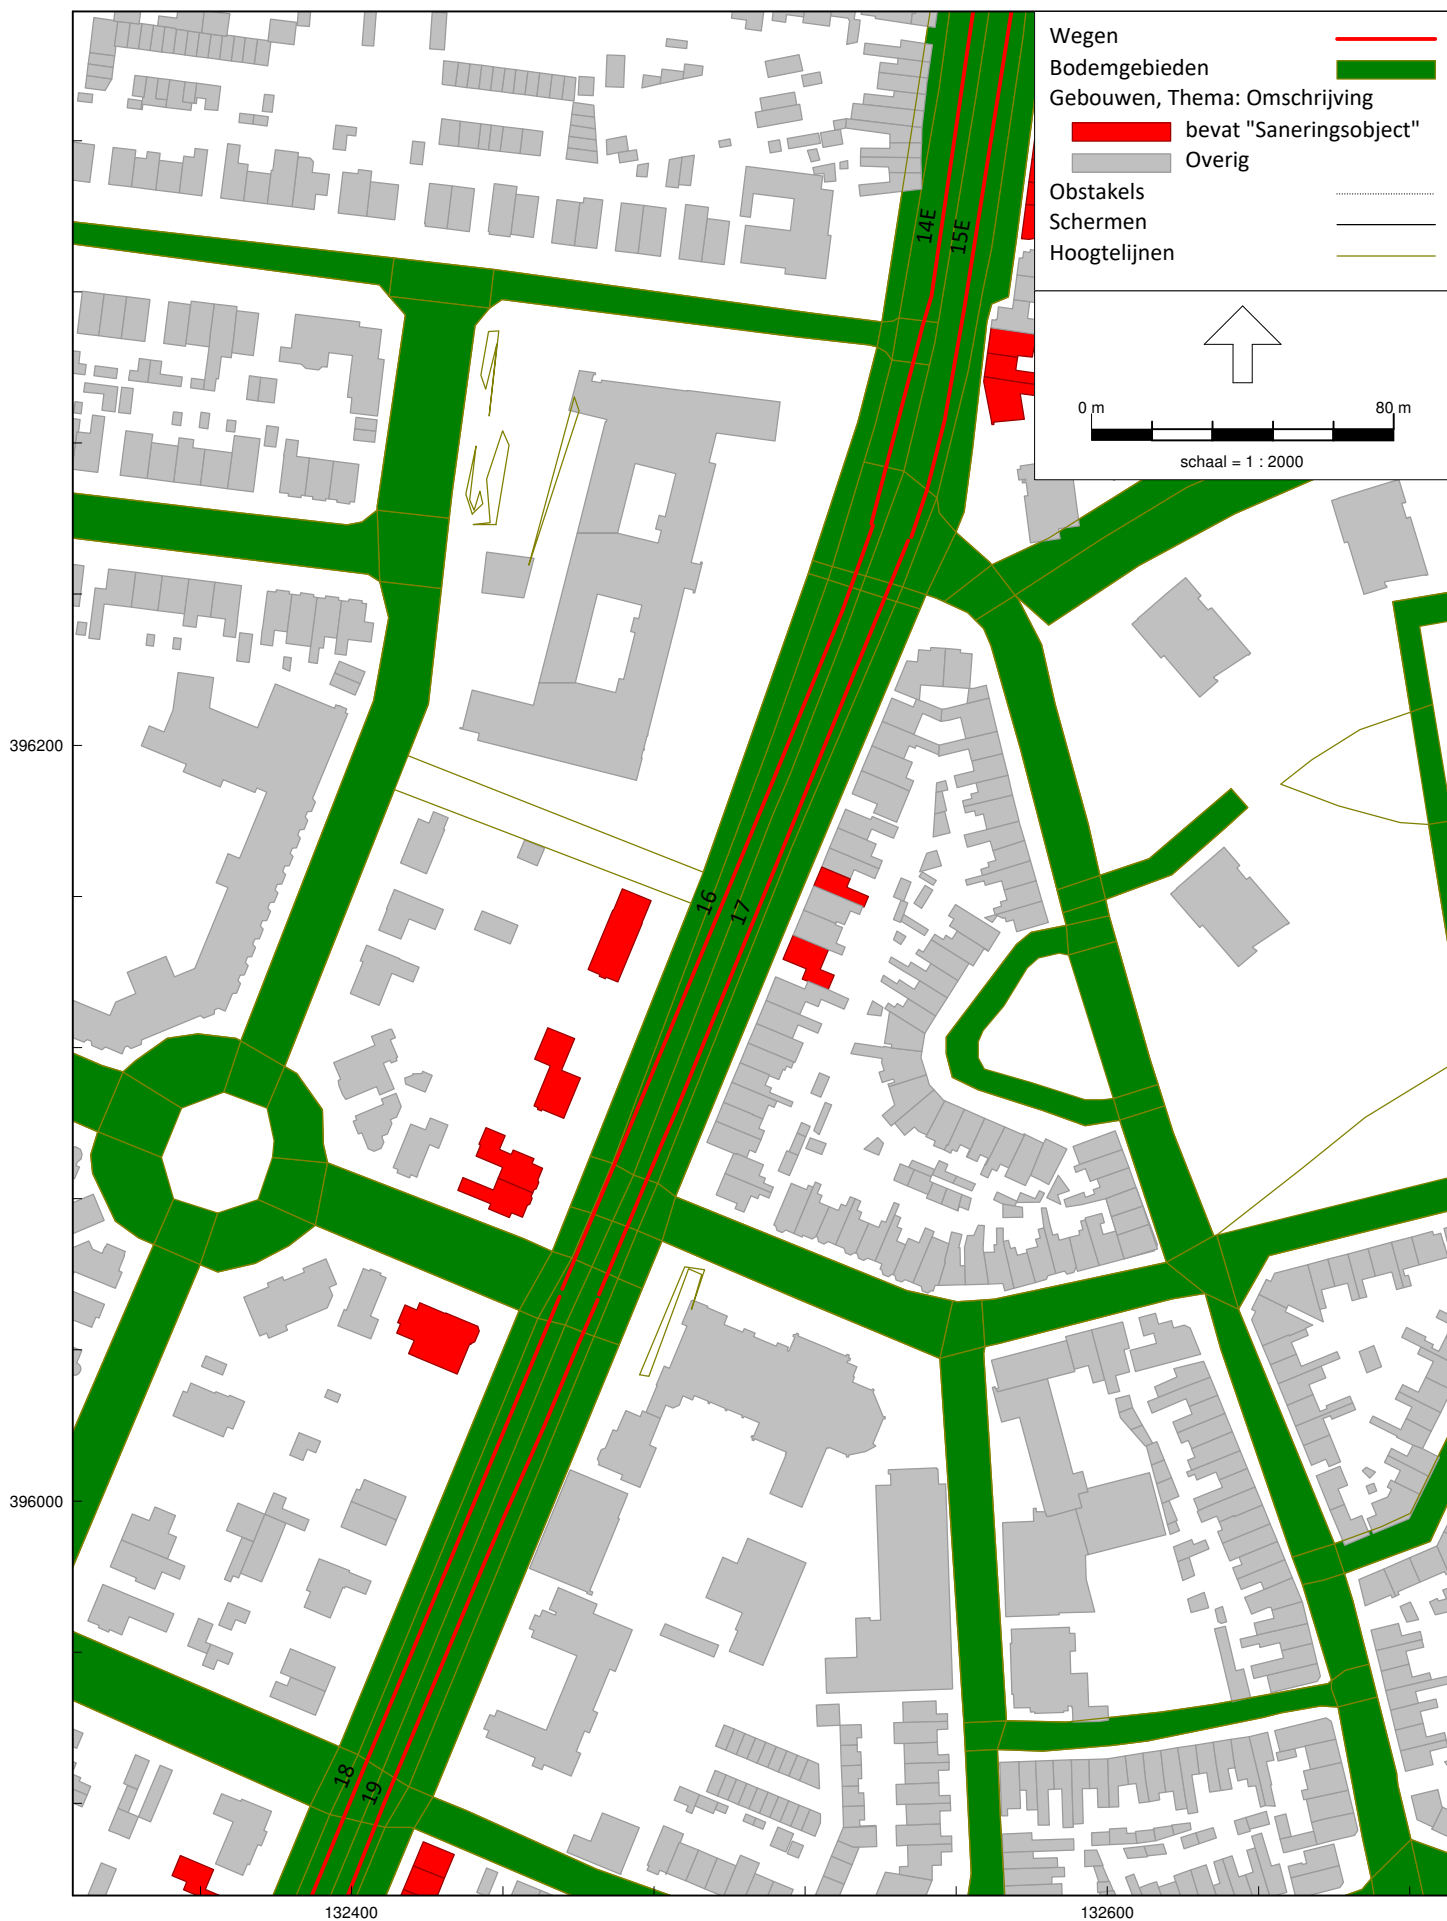 Wegen
Bodemgebieden
Gebouwen, Thema: Omschrijving
bevat "Saneringsobject"
Overig
Obstakels
Schermen
Hoogtelijnen
0 m 80 m
schaal = 1 : 2000
14E
15E
396200
16
17
396000
18
19
132400 132600